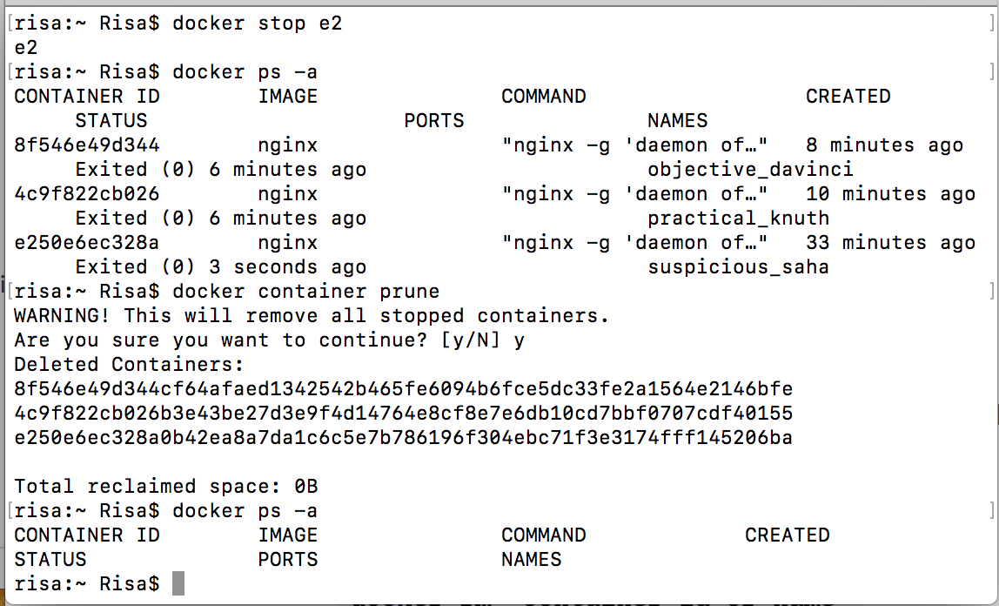 [risa:~ Risa$ docker stop e2 ]
e2
[risa:~ Risa$ docker ps -a ]
CONTAINER ID        IMAGE               COMMAND                  CREATED
     STATUS                     PORTS               NAMES
8f546e49d344        nginx               "nginx -g 'daemon of…"   8 minutes ago
     Exited (0) 6 minutes ago                       objective_davinci
4c9f822cb026        nginx               "nginx -g 'daemon of…"   10 minutes ago
     Exited (0) 6 minutes ago                       practical_knuth
e250e6ec328a        nginx               "nginx -g 'daemon of…"   33 minutes ago
     Exited (0) 3 seconds ago                       suspicious_saha
[risa:~ Risa$ docker container prune ]
WARNING! This will remove all stopped containers.
Are you sure you want to continue? [y/N] y
Deleted Containers:
8f546e49d344cf64afaed1342542b465fe6094b6fce5dc33fe2a1564e2146bfe
4c9f822cb026b3e43be27d3e9f4d14764e8cf8e7e6db10cd7bbf0707cdf40155
e250e6ec328a0b42ea8a7da1c6c5e7b786196f304ebc71f3e3174fff145206ba

Total reclaimed space: 0B
[risa:~ Risa$ docker ps -a ]
CONTAINER ID        IMAGE               COMMAND             CREATED
STATUS              PORTS               NAMES
risa:~ Risa$